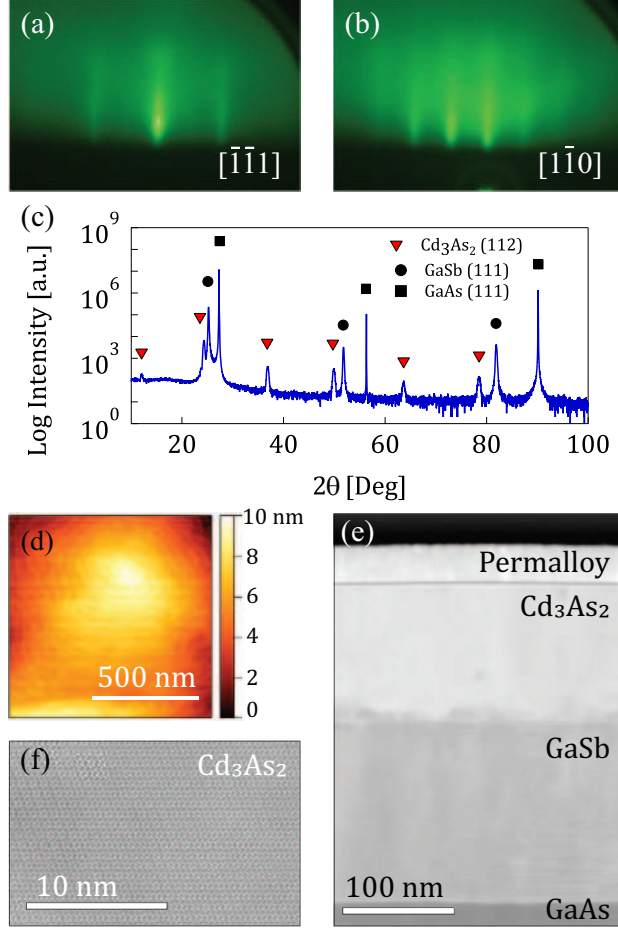 (a)
[1̄1̄1]
(b)
[11̄0]
(c)
Log Intensity [a.u.]
10⁹
10⁶
10³
10⁰
Cd₃As₂ (112)
GaSb (111)
GaAs (111)
20
40
60
80
100
2θ [Deg]
(d)
500 nm
10 nm
8
6
4
2
0
(e)
Permalloy
Cd₃As₂
GaSb
100 nm
GaAs
(f)
Cd₃As₂
10 nm